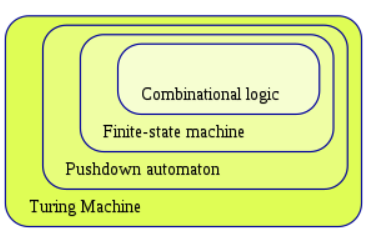 Combinational logic
Finite-state machine
Pushdown automaton
Turing Machine